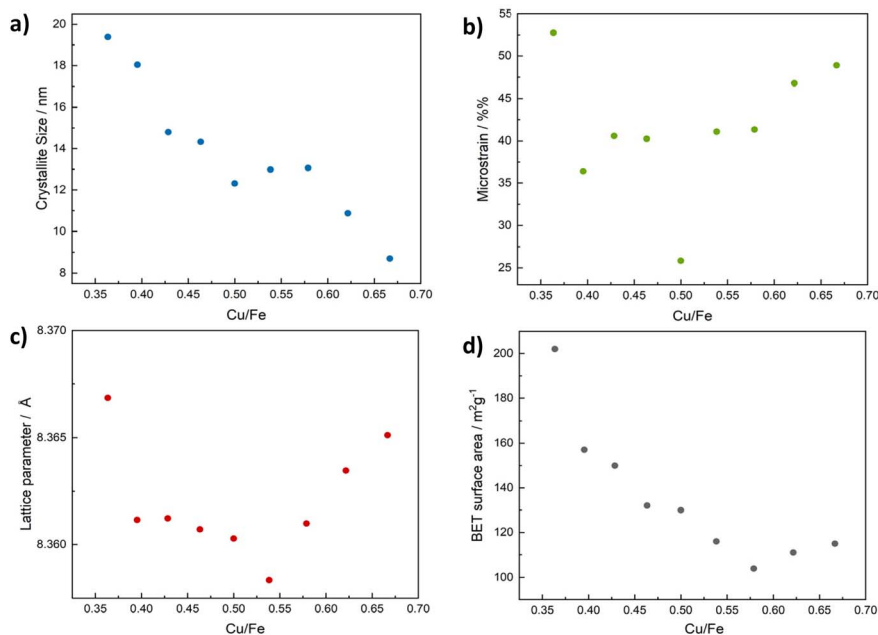 a)
20
18
16
14
12
10
8
Crystallite Size / nm
0.35 0.40 0.45 0.50 0.55 0.60 0.65 0.70
Cu/Fe
b)
55
50
45
40
35
30
25
Microstrain / %%
0.35 0.40 0.45 0.50 0.55 0.60 0.65 0.70
Cu/Fe
c)
8.370
8.365
8.360
Lattice parameter / Å
0.35 0.40 0.45 0.50 0.55 0.60 0.65 0.70
Cu/Fe
d)
200
180
160
140
120
100
BET surface area / m²g⁻¹
0.35 0.40 0.45 0.50 0.55 0.60 0.65 0.70
Cu/Fe